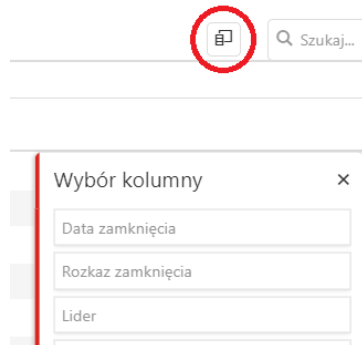 Szukaj...
Wybór kolumny
Data zamknięcia
Rozkaz zamknięcia
Lider